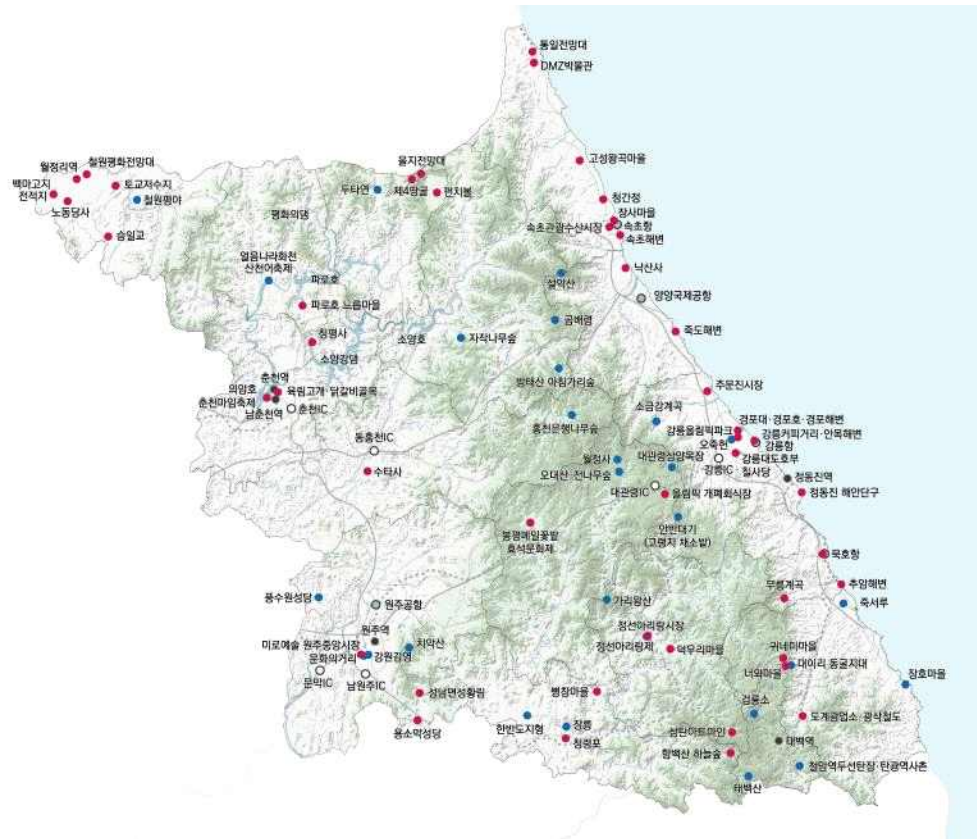 통일전망대
DMZ박물관
고성왕곡마을
을지전망대
제4땅굴
펀치볼
두타연
월정리역
철원평화전망대
백마고지
전적지
토교저수지
노동당사
철원평야
승일교
평화의댐
청간정
장사마을
속초관광수산시장
속초항
속초해변
낙산사
양양국제공항
얼음나라화천
산천어축제
파로호
파로호 느릅마을
설악산
곰배령
죽도해변
청평사
소양호
소양강댐
자작나무숲
방태산 아침가리숲
춘천역
의암호
육림고개·닭갈비골목
춘천마임축제
남춘천역
춘천IC
주문진시장
홍천은행나무숲
소금강계곡
경포대·경포호·경포해변
강릉올림픽파크
강릉커피거리·안목해변
오죽헌
강릉항
강릉대도호부
강릉IC
칠사당
동홍천IC
수타사
월정사
대관령삼양목장
오대산 전나무숲
대관령IC
올림픽 개폐회식장
정동진역
정동진 해안단구
안반대기
(고랭지 채소밭)
봉평메밀꽃밭
효석문화제
묵호항
무릉계곡
추암해변
죽서루
풍수원성당
원주공항
가리왕산
원주역
정선아리랑시장
정선아리랑제
덕우리마을
미로예술 원주중앙시장
문화의거리
강원감영
치악산
귀네미마을
너와마을
대이리 동굴지대
장호마을
문막IC
남원주IC
성남면성황림
뺑창마을
검룡소
용소막성당
한반도지형
장릉
청령포
삼탄아트마인
도계광업소·광삭철도
태백역
함백산 하늘숲
철암역두선탄장·탄광역사촌
태백산